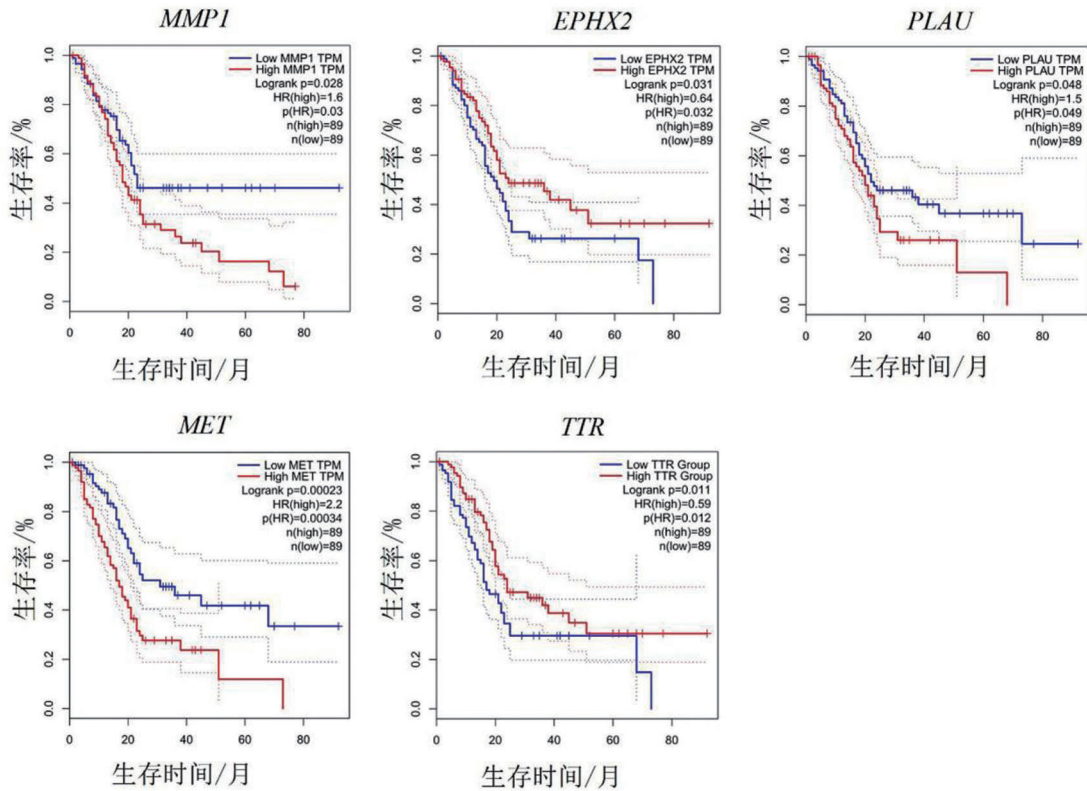 MMP1
1.0
0.8
0.6
0.4
0.2
0.0
生存率/%
Low MMP1 TPM
High MMP1 TPM
Logrank p=0.028
HR(high)=1.6
p(HR)=0.03
n(high)=89
n(low)=89
0 20 40 60 80
生存时间/月
EPHX2
1.0
0.8
0.6
0.4
0.2
0.0
生存率/%
Low EPHX2 TPM
High EPHX2 TPM
Logrank p=0.031
HR(high)=0.64
p(HR)=0.032
n(high)=89
n(low)=89
0 20 40 60 80
生存时间/月
PLAU
1.0
0.8
0.6
0.4
0.2
0.0
生存率/%
Low PLAU TPM
High PLAU TPM
Logrank p=0.048
HR(high)=1.5
p(HR)=0.049
n(high)=89
n(low)=89
0 20 40 60 80
生存时间/月
MET
1.0
0.8
0.6
0.4
0.2
0.0
生存率/%
Low MET TPM
High MET TPM
Logrank p=0.00023
HR(high)=2.2
p(HR)=0.00034
n(high)=89
n(low)=89
0 20 40 60 80
生存时间/月
TTR
1.0
0.8
0.6
0.4
0.2
0.0
生存率/%
Low TTR Group
High TTR Group
Logrank p=0.011
HR(high)=0.59
p(HR)=0.012
n(high)=89
n(low)=89
0 20 40 60 80
生存时间/月